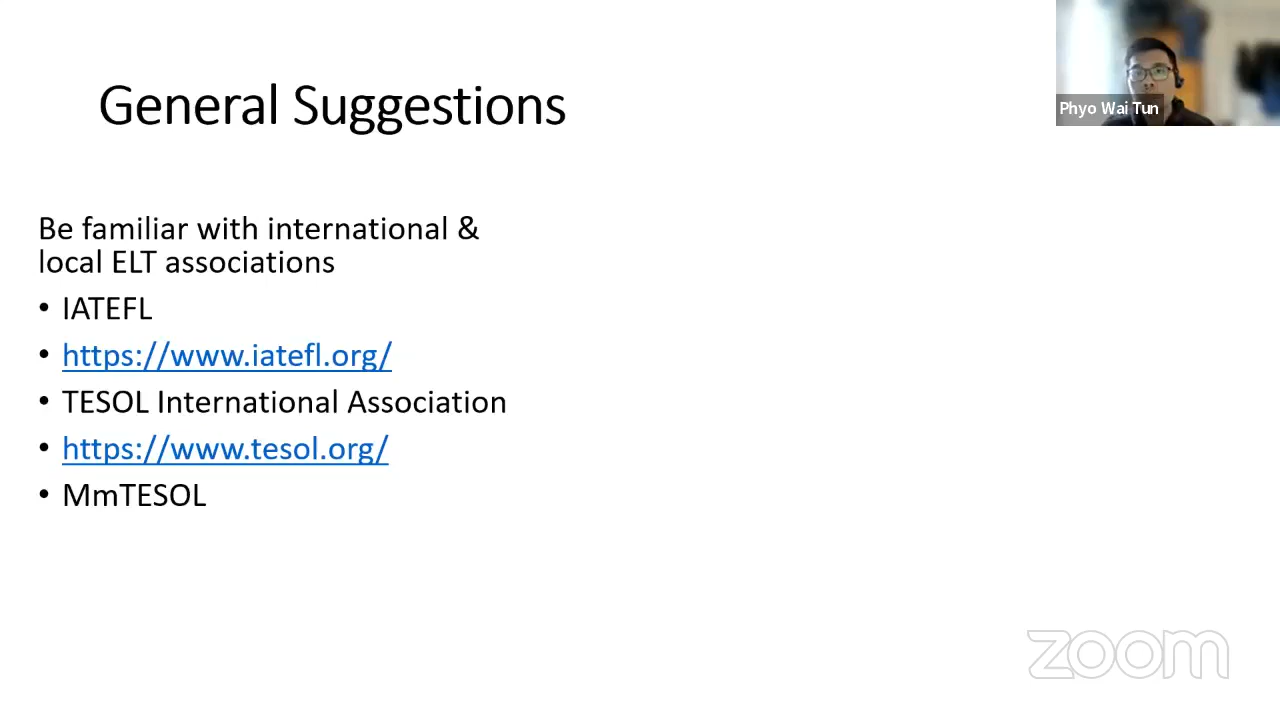 General Suggestions
Phyo Wai Tun
Be familiar with international &
local ELT associations
• IATEFL
• https://www.iatefl.org/
• TESOL International Association
• https://www.tesol.org/
• MmTESOL
zoom